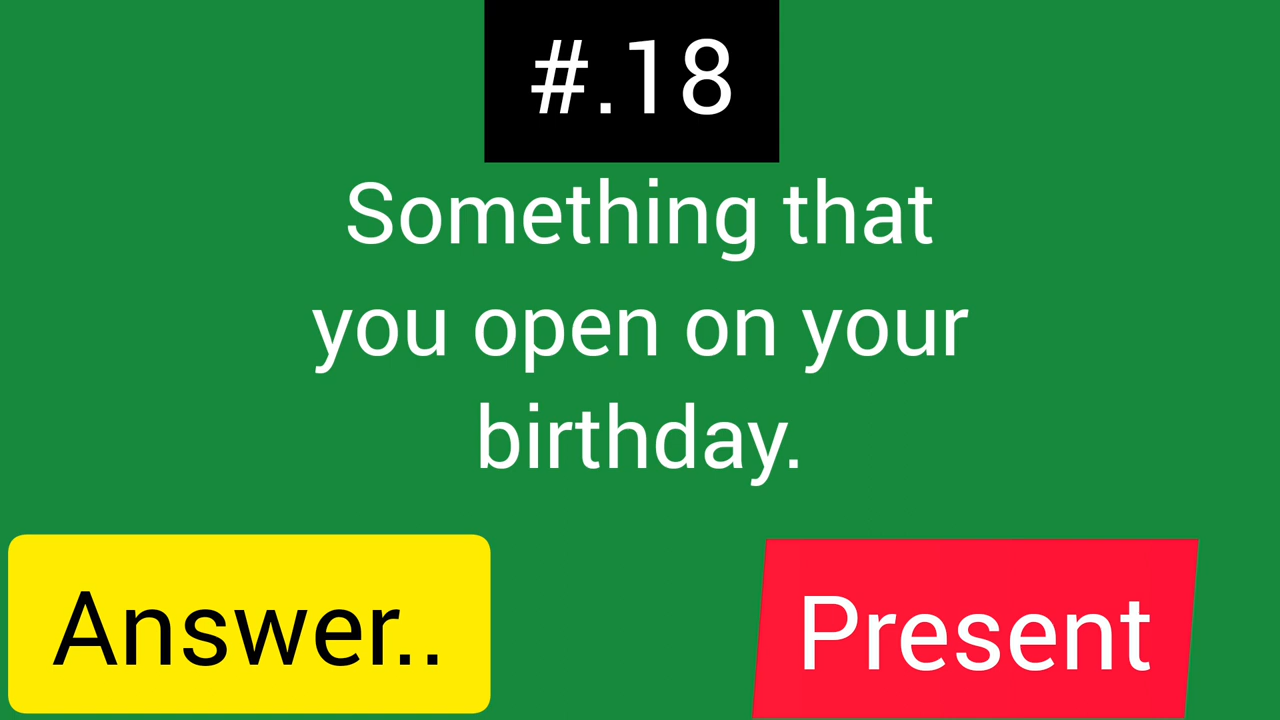 #.18
Something that
you open on your
birthday.
Answer..
Present